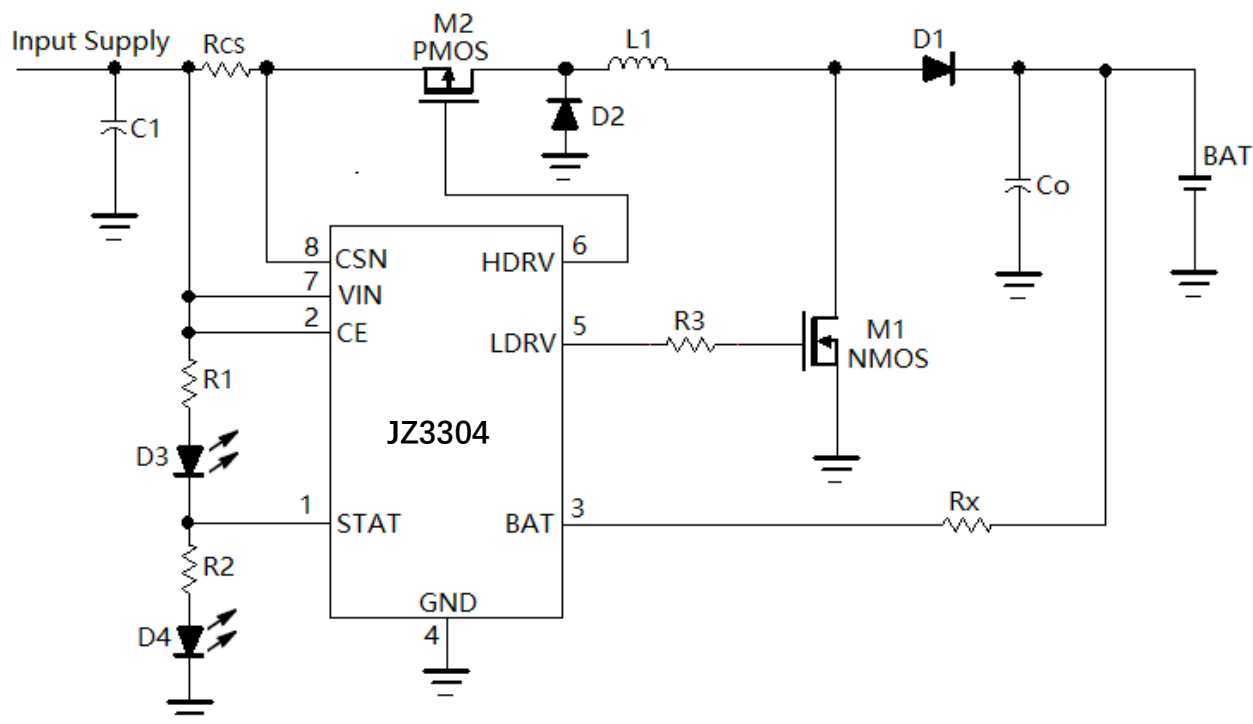 Input Supply
RCS
M2
PMOS
L1
D1
C1
D2
BAT
Co
8
CSN
HDRV
6
7
VIN
2
CE
LDRV
5
R3
M1
NMOS
R1
JZ3304
D3
1
STAT
BAT
3
Rx
R2
GND
4
D4